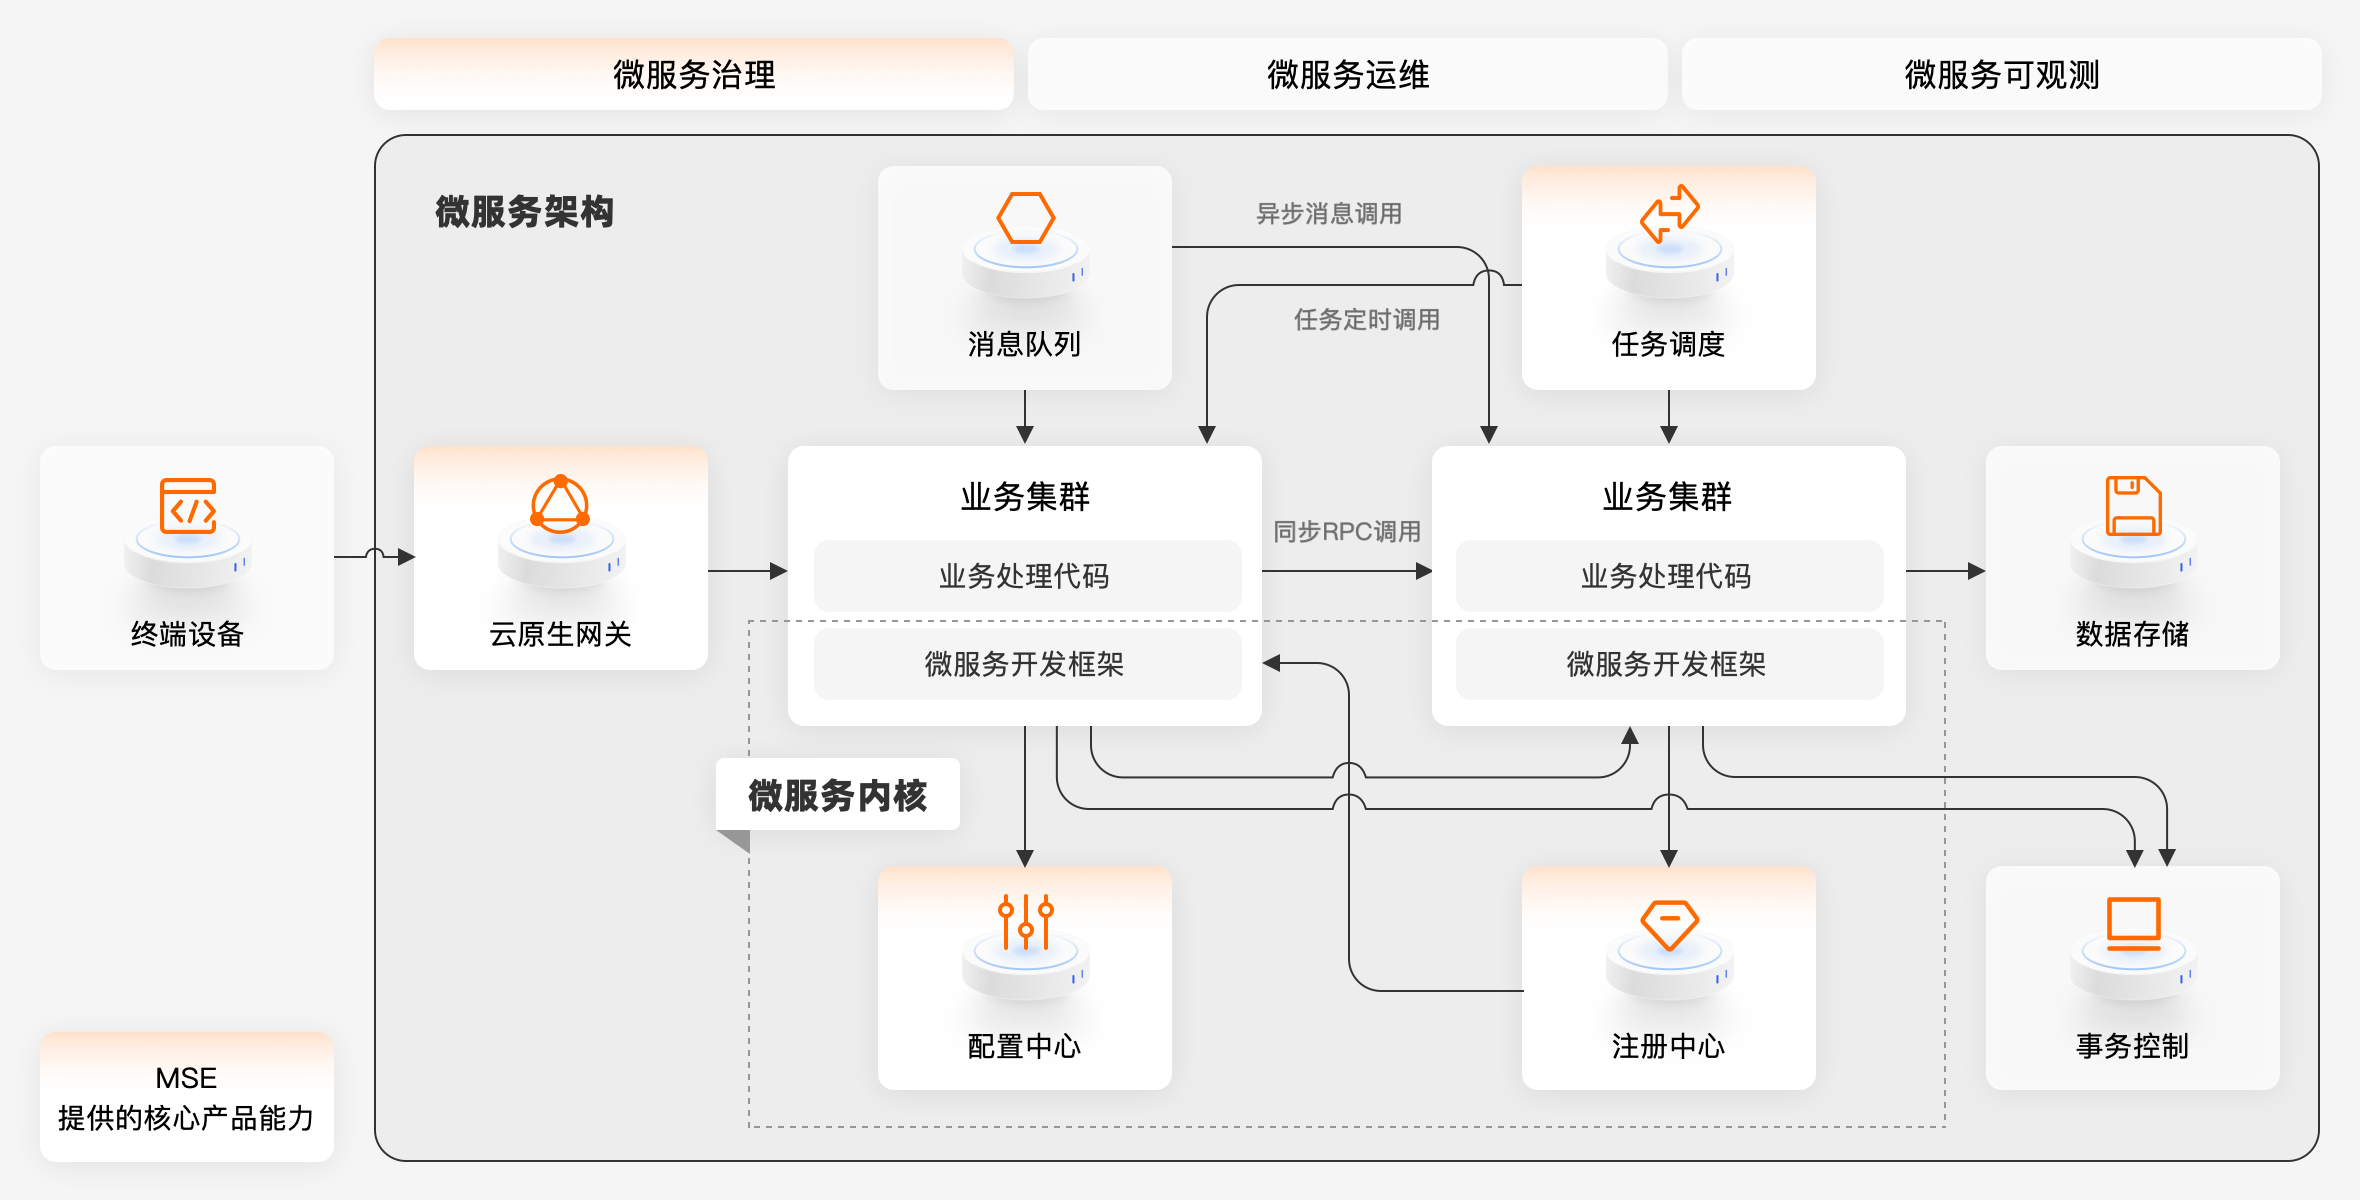 微服务治理
微服务运维
微服务可观测
微服务架构
消息队列
异步消息调用
任务定时调用
任务调度
终端设备
云原生网关
业务集群
业务处理代码
微服务开发框架
同步RPC调用
业务集群
业务处理代码
微服务开发框架
数据存储
微服务内核
配置中心
注册中心
事务控制
MSE
提供的核心产品能力